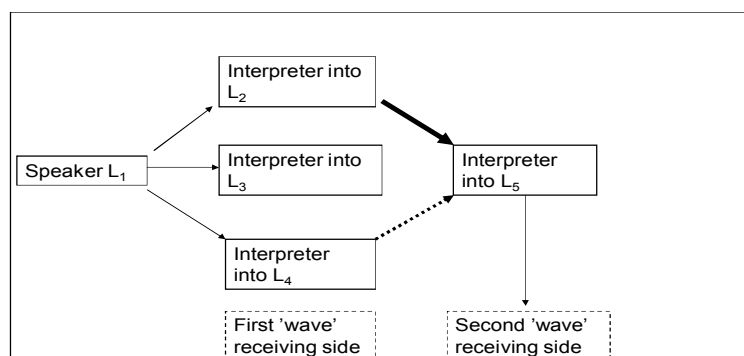 Speaker L₁
Interpreter into
L₂
Interpreter into
L₃
Interpreter
into L₄
First 'wave'
receiving side
Interpreter
into L₅
Second 'wave'
receiving side